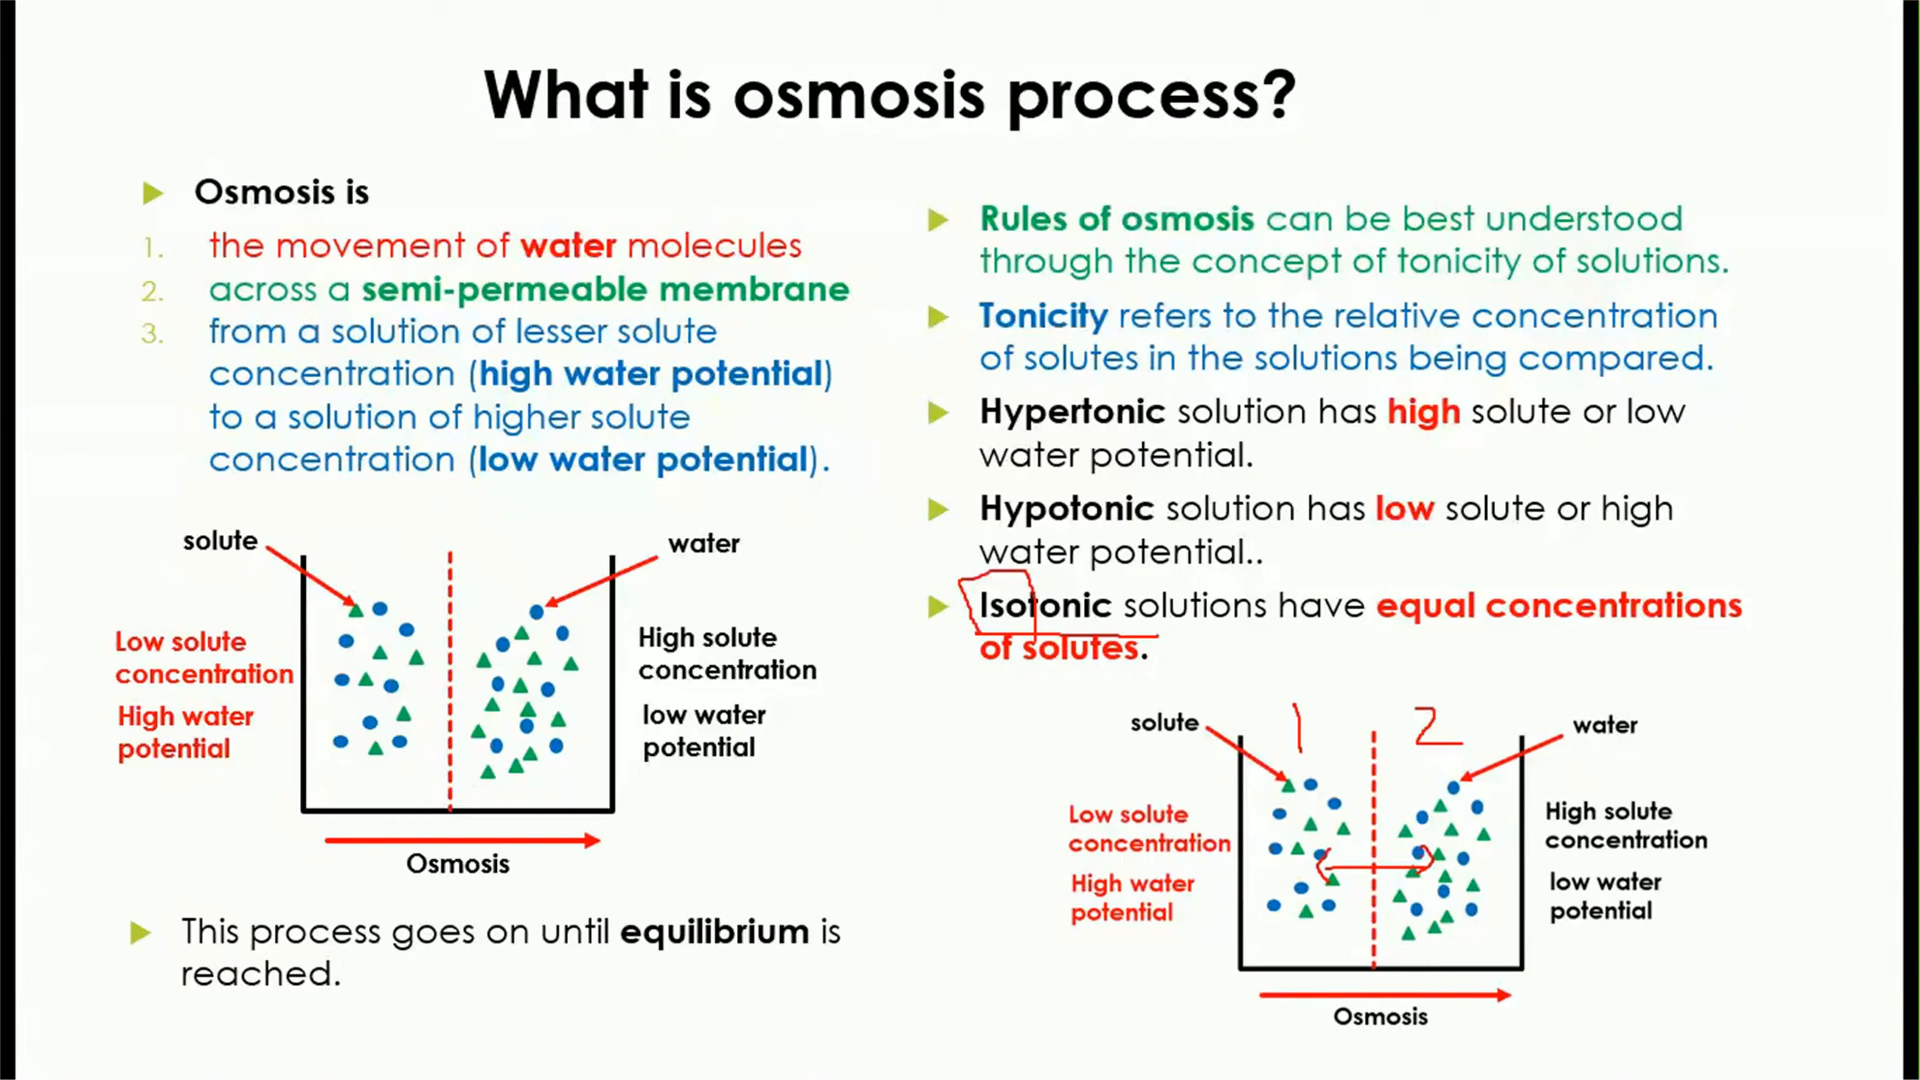 What is osmosis process?
Osmosis is
1. the movement of water molecules
2. across a semi-permeable membrane
3. from a solution of lesser solute
concentration (high water potential)
to a solution of higher solute
concentration (low water potential).
solute
water
Low solute
concentration
High water
potential
High solute
concentration
low water
potential
Osmosis
This process goes on until equilibrium is
reached.
Rules of osmosis can be best understood
through the concept of tonicity of solutions.
Tonicity refers to the relative concentration
of solutes in the solutions being compared.
Hypertonic solution has high solute or low
water potential.
Hypotonic solution has low solute or high
water potential..
Isotonic solutions have equal concentrations
of solutes.
solute
1
2
water
Low solute
concentration
High water
potential
High solute
concentration
low water
potential
Osmosis